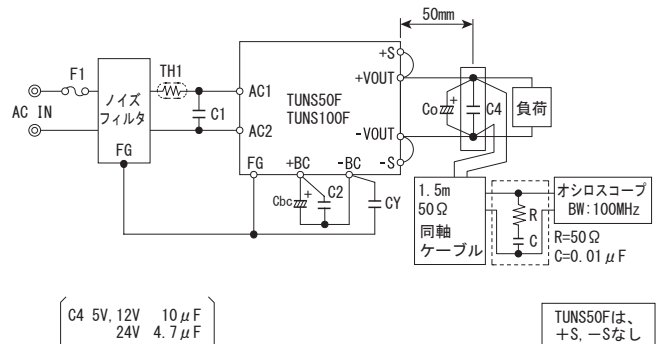 50mm
+S
F1
TH1
+VOUT
AC IN
ノイズ
フィルタ
C1
AC1
AC2
TUNS50F
TUNS100F
Co
+
C4
負荷
-VOUT
FG
FG
+BC
-BC
-S
Cbc
+
C2
CY
1.5m
50Ω
同軸
ケーブル
R
C
オシロスコープ
BW:100MHz
R=50Ω
C=0.01μF
C4 5V,12V 10μF
24V 4.7μF
TUNS50Fは、
+S,−Sなし